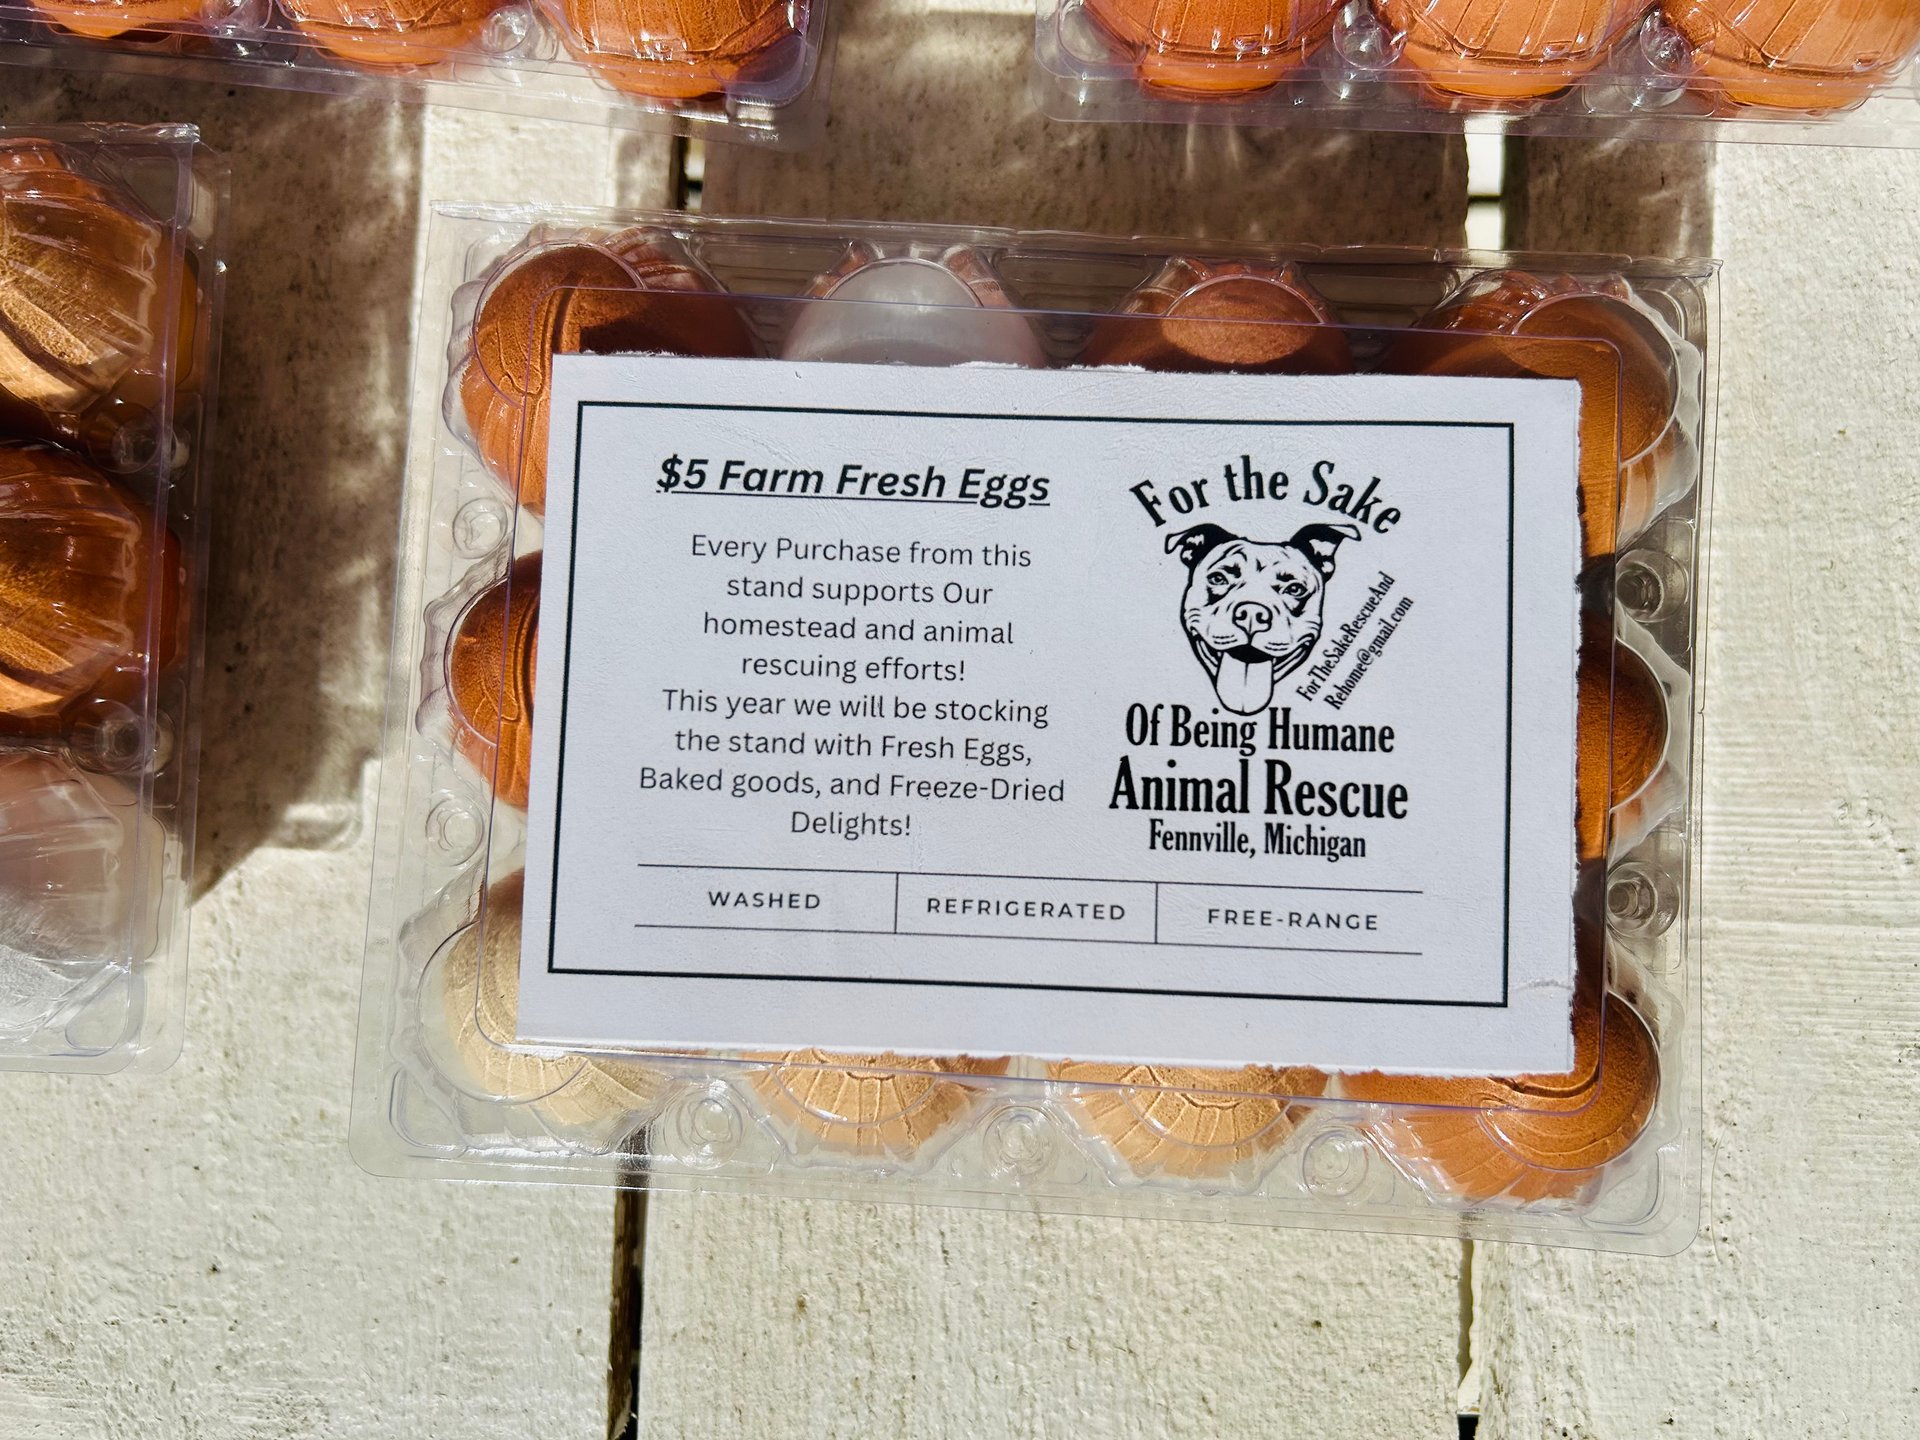 $5 Farm Fresh Eggs
Every Purchase from this
stand supports Our
homestead and animal
rescuing efforts!
This year we will be stocking
the stand with Fresh Eggs,
Baked goods, and Freeze-Dried
Delights!
For the Sake
ForTheSakeRescueAnd
Rehome@gmail.com
Of Being Humane
Animal Rescue
Fennville, Michigan
WASHED
REFRIGERATED
FREE-RANGE